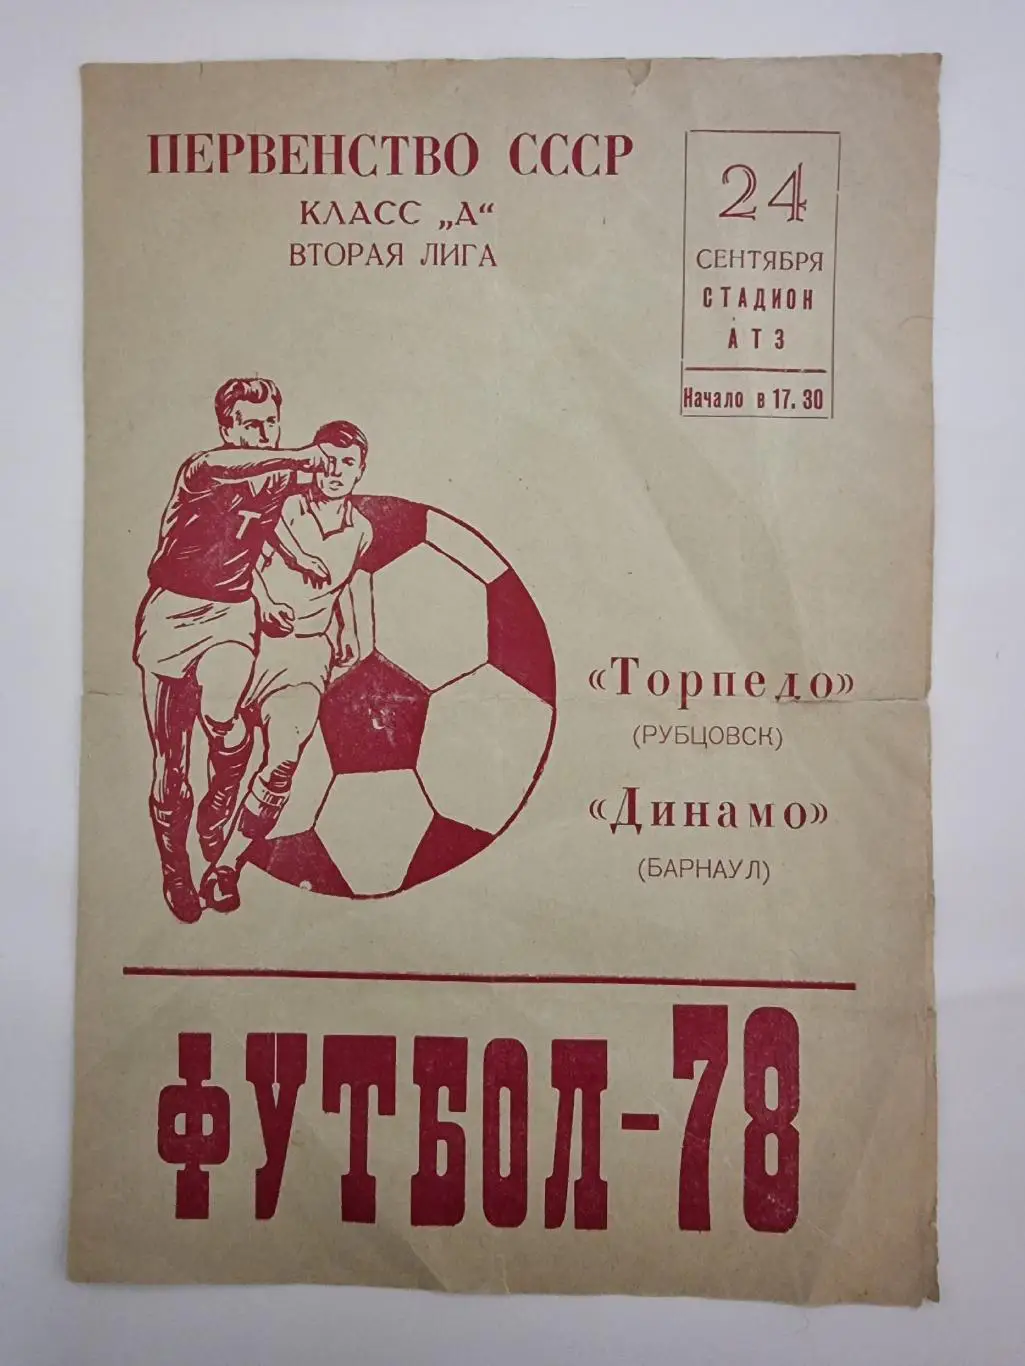 ПЕРВЕНСТВО СССР
КЛАСС „А“
ВТОРАЯ ЛИГА
24
СЕНТЯБРЯ
СТАДИОН
АТЗ
Начало в 17.30
Т
«Торпедо»
(РУБЦОВСК)
«Динамо»
(БАРНАУЛ)
ФУТБОЛ-78